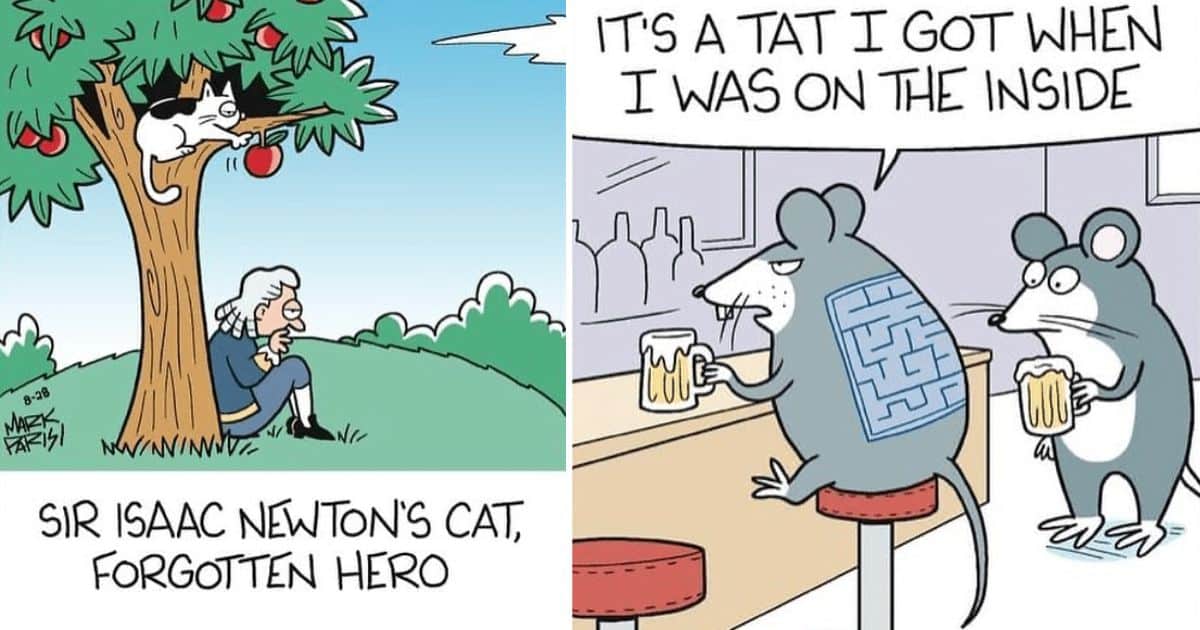 8-28
MARK
PARISI
SIR ISAAC NEWTON'S CAT,
FORGOTTEN HERO
IT'S A TAT I GOT WHEN
I WAS ON THE INSIDE